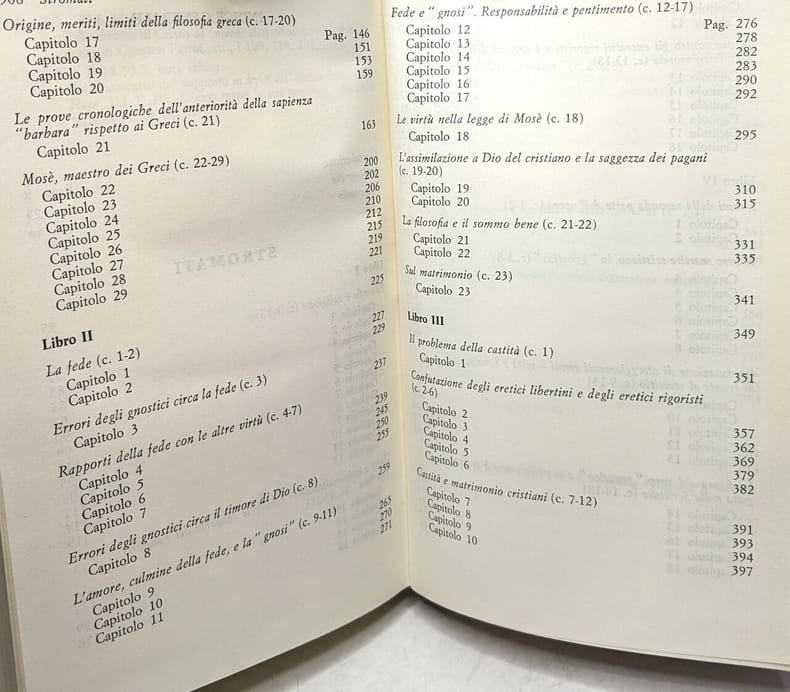 Stromati
Origine, meriti, limiti della filosofia greca (c. 17-20)
Capitolo 17 Pag. 146
Capitolo 18 151
Capitolo 19 153
Capitolo 20 159
Le prove cronologiche dell'anteriorità della sapienza
"barbara" rispetto ai Greci (c. 21)
Capitolo 21 163
Mosè, maestro dei Greci (c. 22-29)
Capitolo 22 200
Capitolo 23 202
Capitolo 24 206
Capitolo 25 210
Capitolo 26 212
Capitolo 27 215
Capitolo 28 219
Capitolo 29 221
Libro II 225
La fede (c. 1-2)
Capitolo 1 227
Capitolo 2 229
Errori degli gnostici circa la fede (c. 3)
Capitolo 3 237
Rapporti della fede con le altre virtù (c. 4-7)
Capitolo 4 239
Capitolo 5 245
Capitolo 6 250
Capitolo 7 255
Errori degli gnostici circa il timore di Dio (c. 8)
Capitolo 8 259
L'amore, culmine della fede, e la "gnosi" (c. 9-11)
Capitolo 9 265
Capitolo 10 270
Capitolo 11 271
Fede e "gnosi". Responsabilità e pentimento (c. 12-17)
Capitolo 12 Pag. 276
Capitolo 13 278
Capitolo 14 282
Capitolo 15 283
Capitolo 16 290
Capitolo 17 292
Le virtù nella legge di Mosè (c. 18)
Capitolo 18 295
L'assimilazione a Dio del cristiano e la saggezza dei pagani
(c. 19-20)
Capitolo 19 310
Capitolo 20 315
La filosofia e il sommo bene (c. 21-22)
Capitolo 21 331
Capitolo 22 335
Sul matrimonio (c. 23)
Capitolo 23 341
Libro III 349
Il problema della castità (c. 1)
Capitolo 1 351
Confutazione degli eretici libertini e degli eretici rigoristi
(c. 2-6)
Capitolo 2 357
Capitolo 3 362
Capitolo 4 369
Capitolo 5 379
Capitolo 6 382
Castità e matrimonio cristiani (c. 7-12)
Capitolo 7 391
Capitolo 8 393
Capitolo 9 394
Capitolo 10 397